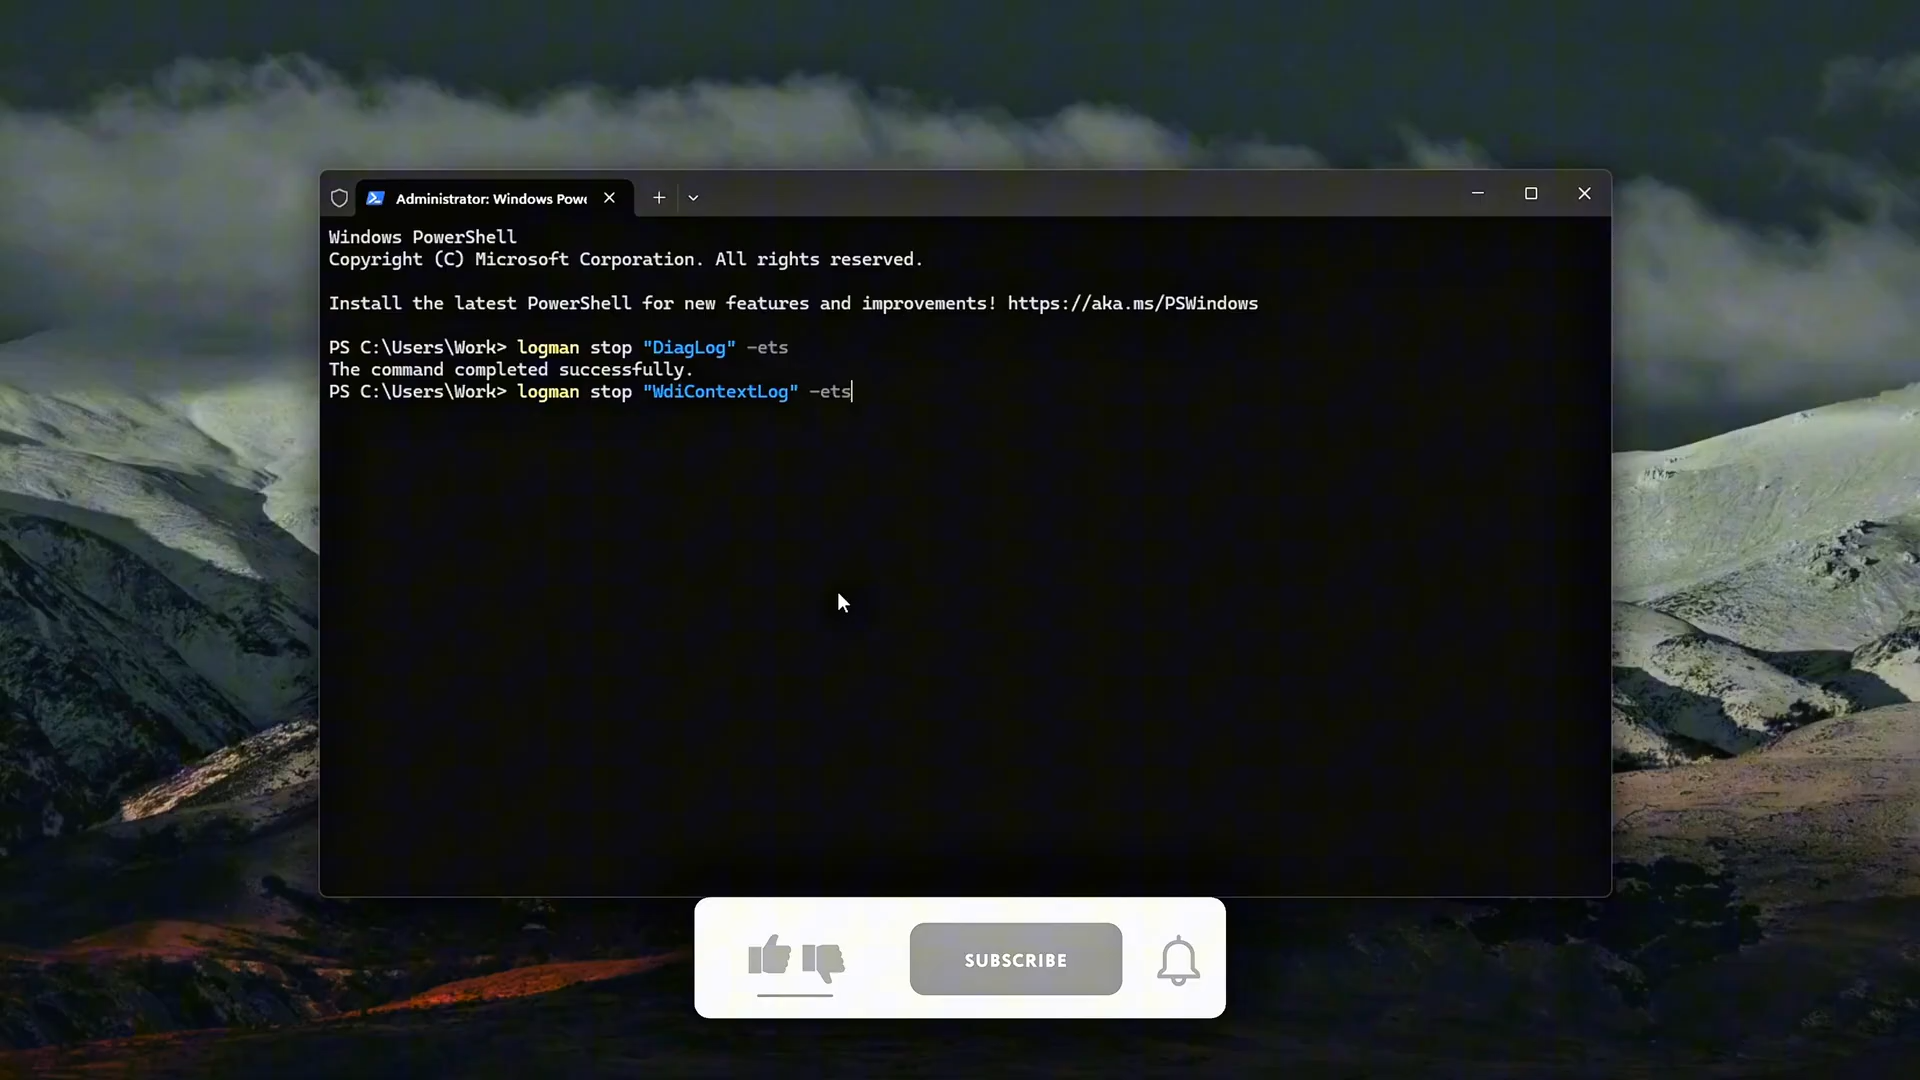 Administrator: Windows Powe
Windows PowerShell
Copyright (C) Microsoft Corporation. All rights reserved.
Install the latest PowerShell for new features and improvements! https://aka.ms/PSWindows
PS C:\Users\Work> logman stop "DiagLog" -ets
The command completed successfully.
PS C:\Users\Work> logman stop "WdiContextLog" -ets
SUBSCRIBE